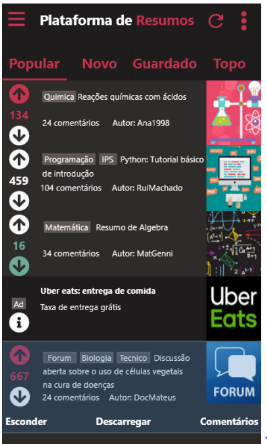 Plataforma de Resumos
Popular Novo Guardado Topo
134
Química Reações químicas com ácidos
24 comentários Autor: Ana1998
459
Programação IPS Python: Tutorial básico
de introdução
104 comentários Autor: RuiMachado
16
Matemática Resumo de Algebra
34 comentários Autor: MatGenni
Ad
Uber eats: entrega de comida
Taxa de entrega grátis
Uber
Eats
667
Forum Biologia Tecnico Discussão
aberta sobre o uso de células vegetais
na cura de doenças
24 comentários Autor: DocMateus
FORUM
Esconder Descarregar Comentários